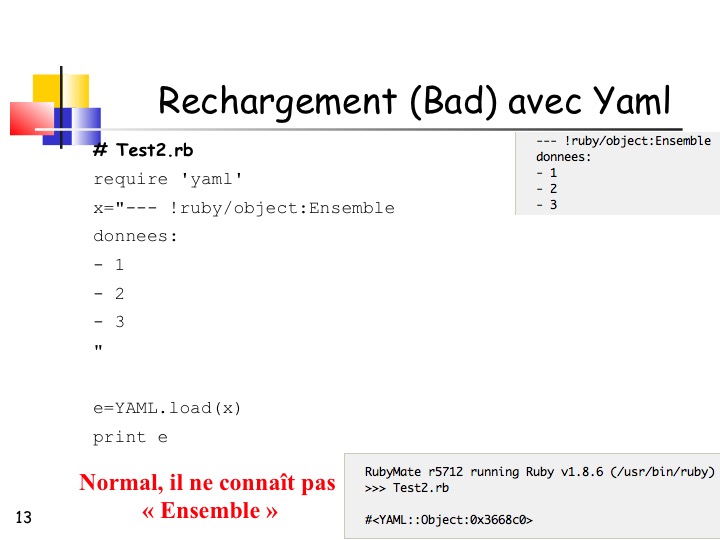 Rechargement (Bad) avec Yaml
# Test2.rb
require 'yaml'
x="--- !ruby/object:Ensemble
donnees:
- 1
- 2
- 3
"
e=YAML.load(x)
print e
--- !ruby/object:Ensemble
donnees:
- 1
- 2
- 3
Normal, il ne connaît pas
« Ensemble »
RubyMate r5712 running Ruby v1.8.6 (/usr/bin/ruby)
>>> Test2.rb
#<YAML::Object:0x3668c0>
13